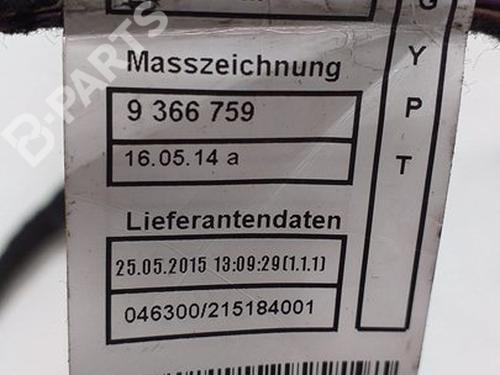 Masszeichnung
9 366 759
16.05.14 a
Lieferantendaten
25.05.2015 13:09:29(1.1.1)
046300/215184001
G
Y
P
T
B-PARTS